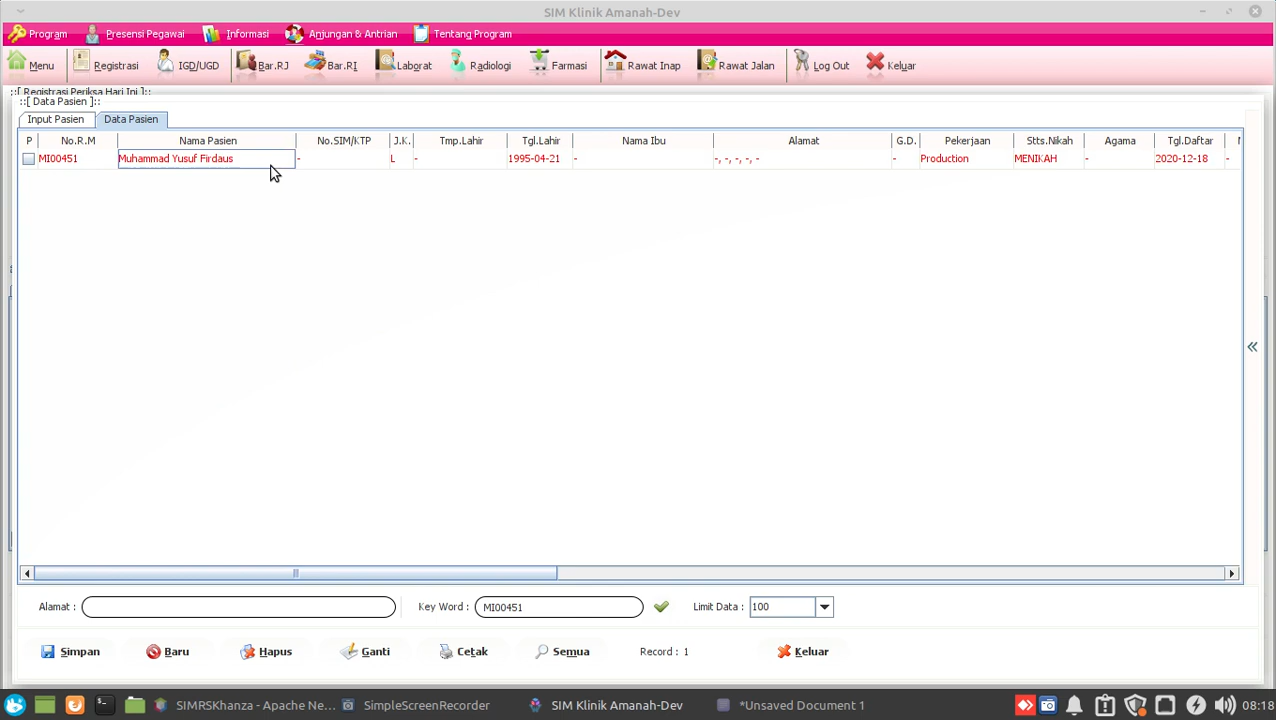 SIM Klinik Amanah-Dev
Program Presensi Pegawai Informasi Anjungan & Antrian Tentang Program
Menu Registrasi IGD/UGD Bar.RJ Bar.RI Laborat Radiologi Farmasi Rawat Inap Rawat Jalan Log Out Keluar
::[ Registrasi Periksa Hari Ini ]::
::[ Data Pasien ]::
Input Pasien Data Pasien
P No.R.M Nama Pasien No.SIM/KTP J.K. Tmp.Lahir Tgl.Lahir Nama Ibu Alamat G.D. Pekerjaan Stts.Nikah Agama Tgl.Daftar
MI00451 Muhammad Yusuf Firdaus - L - 1995-04-21 - -, -, -, -, - - Production MENIKAH - 2020-12-18 -
Alamat : Key Word : MI00451 Limit Data : 100
Simpan Baru Hapus Ganti Cetak Semua Record : 1 Keluar
SIMRSKhanza - Apache Ne... SimpleScreenRecorder SIM Klinik Amanah-Dev *Unsaved Document 1 08:18